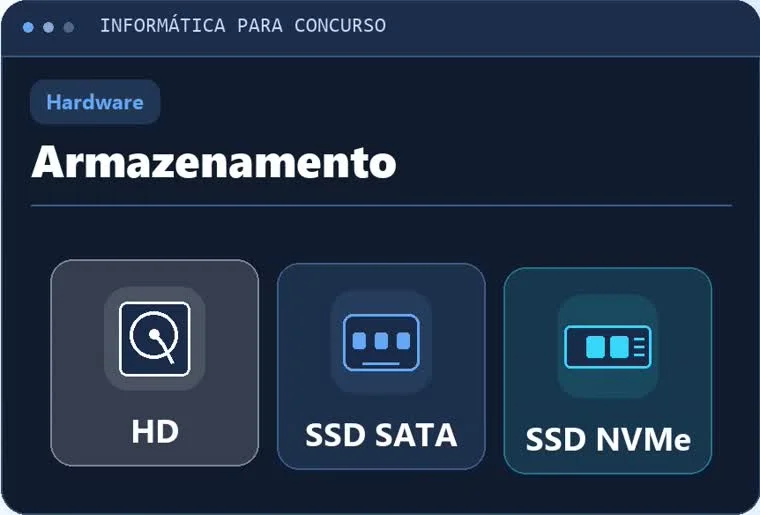 INFORMÁTICA PARA CONCURSO
Hardware
Armazenamento
HD
SSD SATA
SSD NVMe